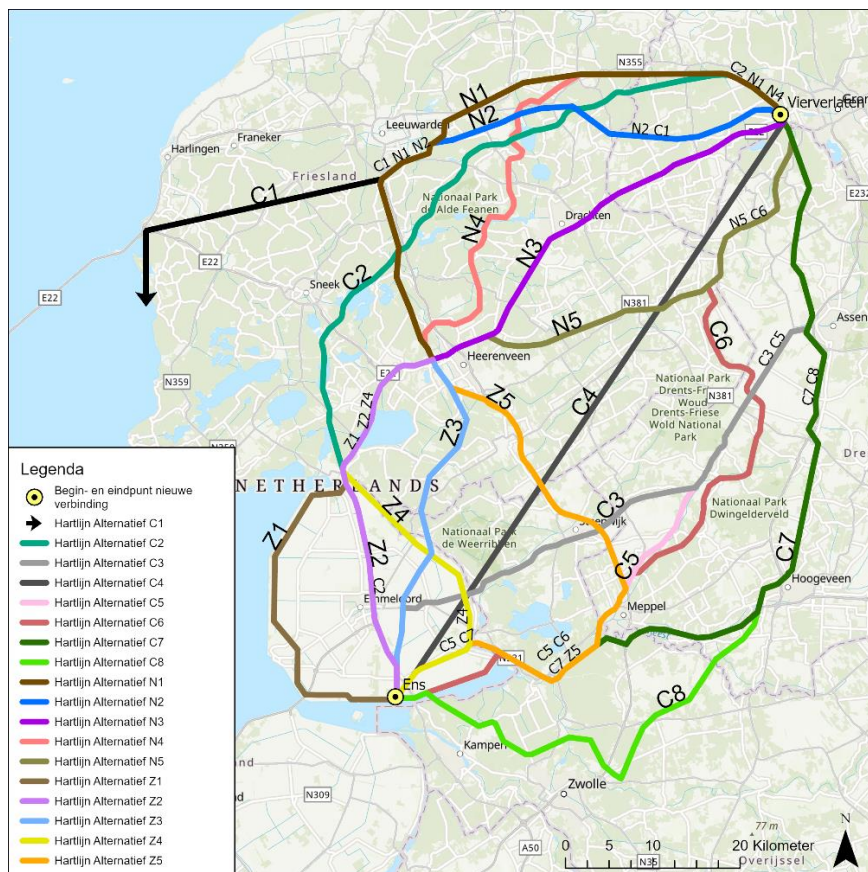 N355
C2 N1 N4
Vierverlaten
N1
N2
Leeuwarden
Franeker
Harlingen
C1 N1 N2
N2 C1
Friesland
E232
C1
Nationaal Park
de Alde Feanen
Drachten
N5 C6
N4
N3
E22
C2
Sneek
E22
N381
N5
C6
Assen
C3 C5
N359
Heerenveen
Z1 Z2 Z4
Z5
C4
Nationaal Park
N381
Drents-Friese
Wold National
Park
C7 C8
Z3
NETHERLANDS
Z4
C3
Nationaal Park
Dwingelderveld
Z1
Nationaal Park
de Weerribben
Z2
C2
Emmeloord
C5
C7
Hoogeveen
Meppel
Z4
C5 C7
C5 C6
C7 Z5
Ens
C8
Kampen
Zwolle
N309
A50
N35
Overijssel
77 m
N
0 5 10 20 Kilometer
Legenda
Begin- en eindpunt nieuwe
verbinding
Hartlijn Alternatief C1
Hartlijn Alternatief C2
Hartlijn Alternatief C3
Hartlijn Alternatief C4
Hartlijn Alternatief C5
Hartlijn Alternatief C6
Hartlijn Alternatief C7
Hartlijn Alternatief C8
Hartlijn Alternatief N1
Hartlijn Alternatief N2
Hartlijn Alternatief N3
Hartlijn Alternatief N4
Hartlijn Alternatief N5
Hartlijn Alternatief Z1
Hartlijn Alternatief Z2
Hartlijn Alternatief Z3
Hartlijn Alternatief Z4
Hartlijn Alternatief Z5